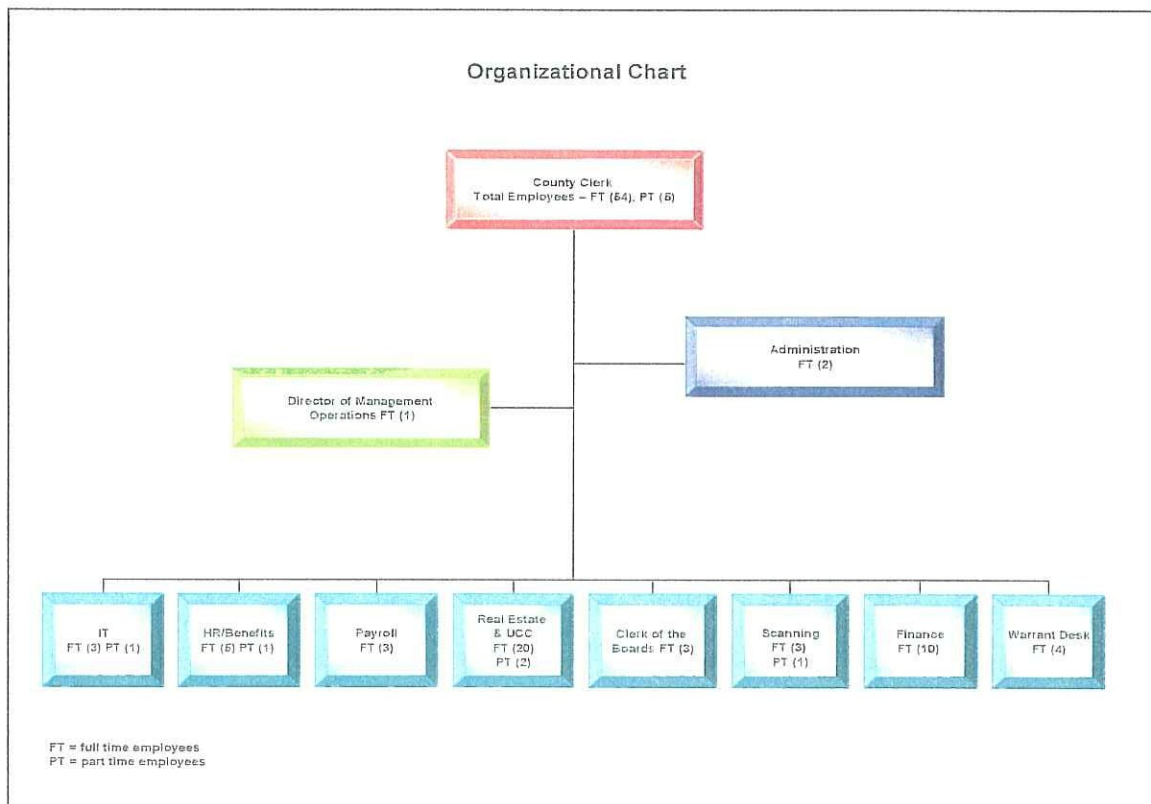 Organizational Chart
County Clerk
Total Employees – FT (54), PT (5)
Administration
FT (2)
Director of Management
Operations FT (1)
IT
FT (3) PT (1)
HR/Benefits
FT (5) PT (1)
Payroll
FT (3)
Real Estate
& UCC
FT (20)
PT (2)
Clerk of the
Boards FT (3)
Scanning
FT (3)
PT (1)
Finance
FT (10)
Warrant Desk
FT (4)
FT = full time employees
PT = part time employees